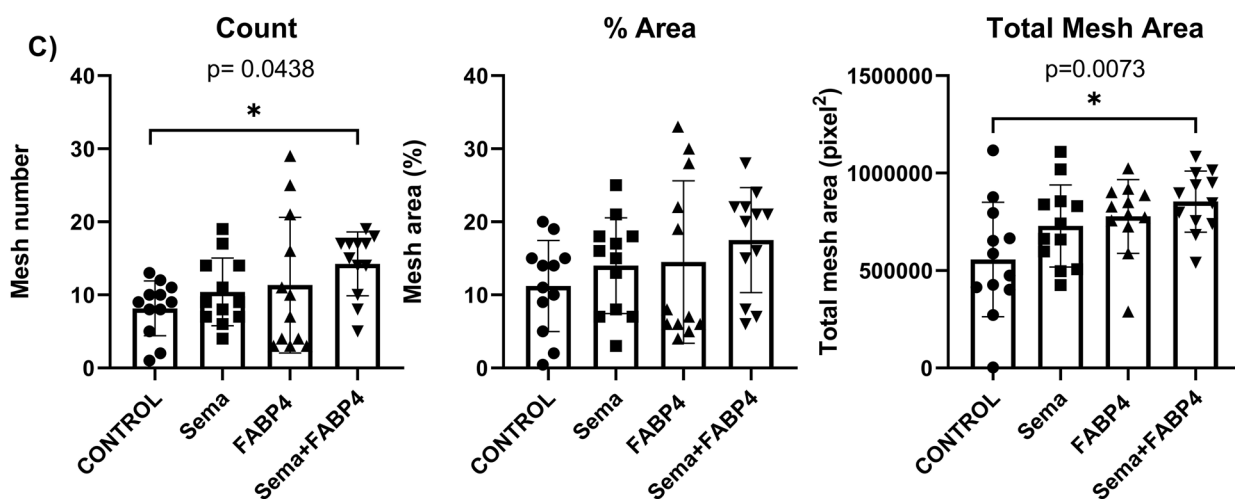 C)
Count
p= 0.0438
*
Mesh number
40
30
20
10
0
CONTROL
Sema
FABP4
Sema+FABP4
% Area
Mesh area (%)
40
30
20
10
0
CONTROL
Sema
FABP4
Sema+FABP4
Total Mesh Area
p=0.0073
*
Total mesh area (pixel²)
1500000
1000000
500000
0
CONTROL
Sema
FABP4
Sema+FABP4